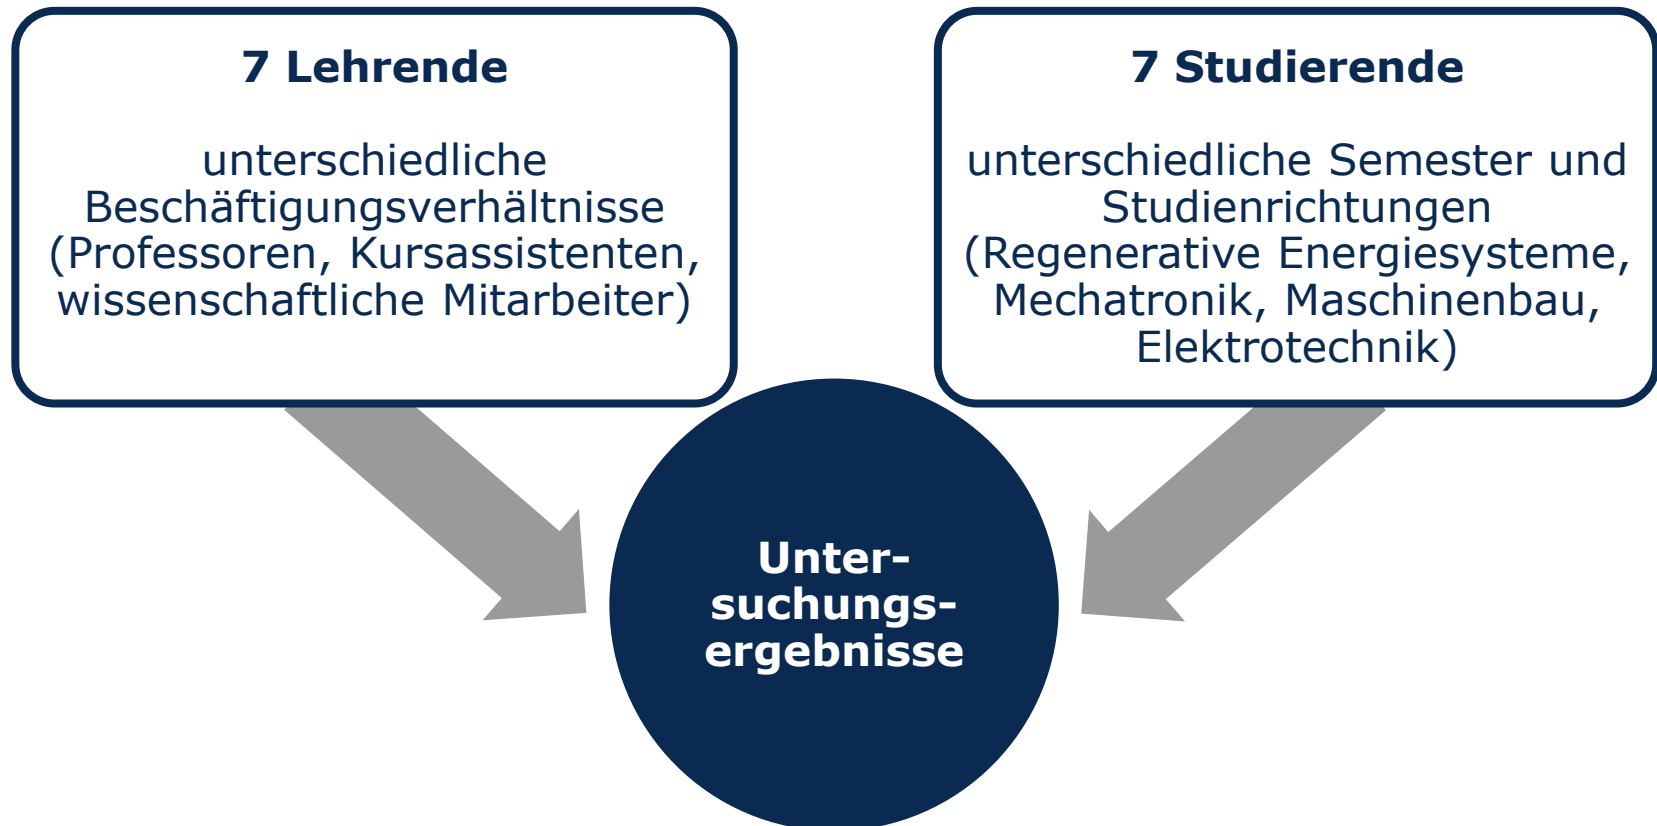 7 Lehrende
unterschiedliche
Beschäftigungsverhältnisse
(Professoren, Kursassistenten,
wissenschaftliche Mitarbeiter)
7 Studierende
unterschiedliche Semester und
Studienrichtungen
(Regenerative Energiesysteme,
Mechatronik, Maschinenbau,
Elektrotechnik)
Unter-
suchungs-
ergebnisse